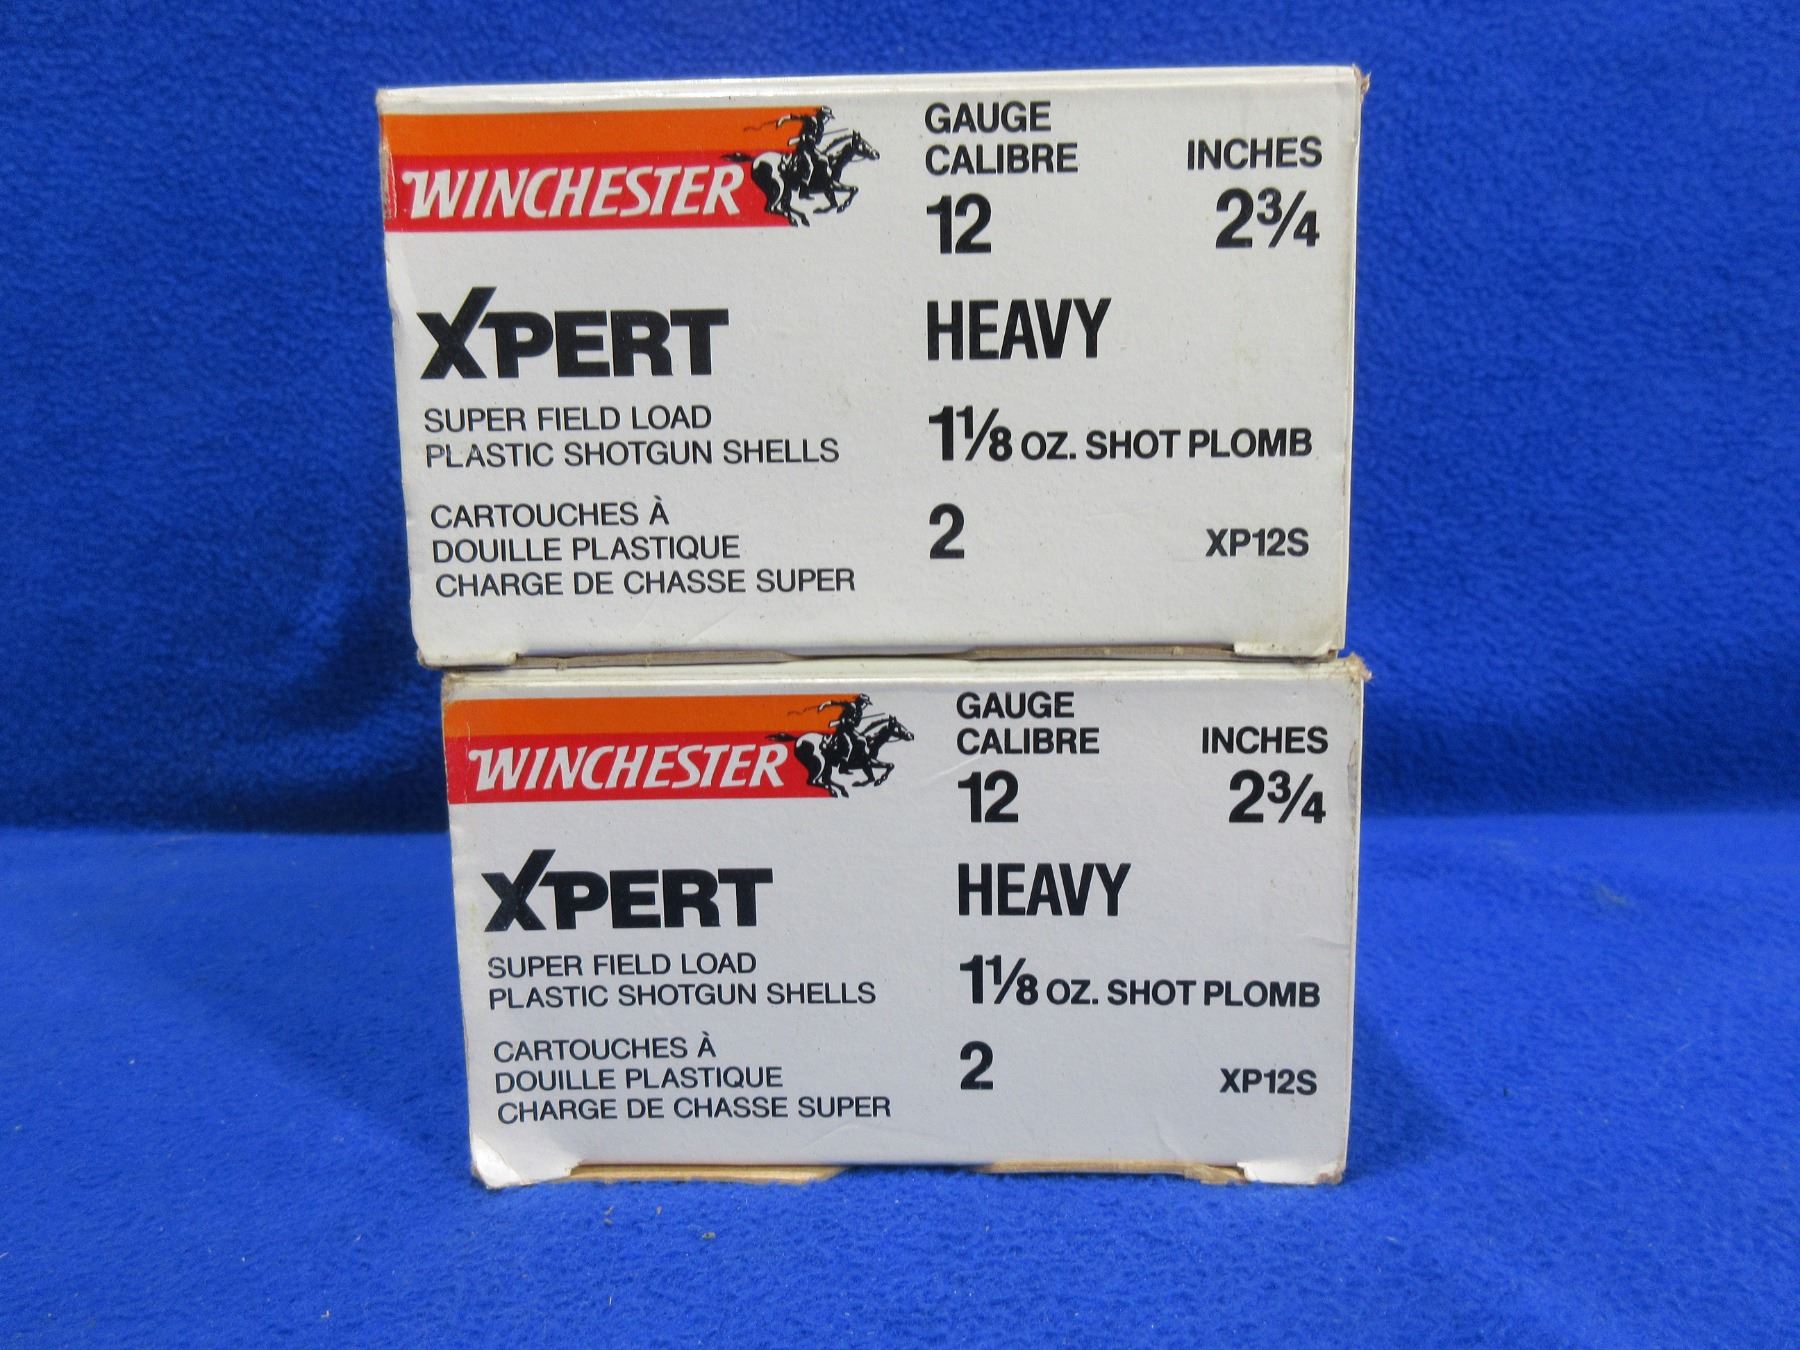 WINCHESTER
XPERT
SUPER FIELD LOAD
PLASTIC SHOTGUN SHELLS
CARTOUCHES À
DOUILLE PLASTIQUE
CHARGE DE CHASSE SUPER
GAUGE
CALIBRE INCHES
12 2¾
HEAVY
1⅛ OZ. SHOT PLOMB
2 XP12S
WINCHESTER
XPERT
SUPER FIELD LOAD
PLASTIC SHOTGUN SHELLS
CARTOUCHES À
DOUILLE PLASTIQUE
CHARGE DE CHASSE SUPER
GAUGE
CALIBRE INCHES
12 2¾
HEAVY
1⅛ OZ. SHOT PLOMB
2 XP12S